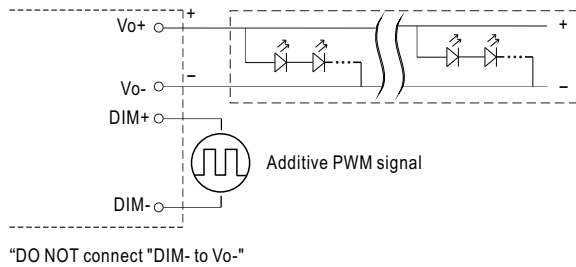 Vo+
+
+
Vo-
–
–
DIM+
Additive PWM signal
DIM-
“DO NOT connect "DIM- to Vo-"